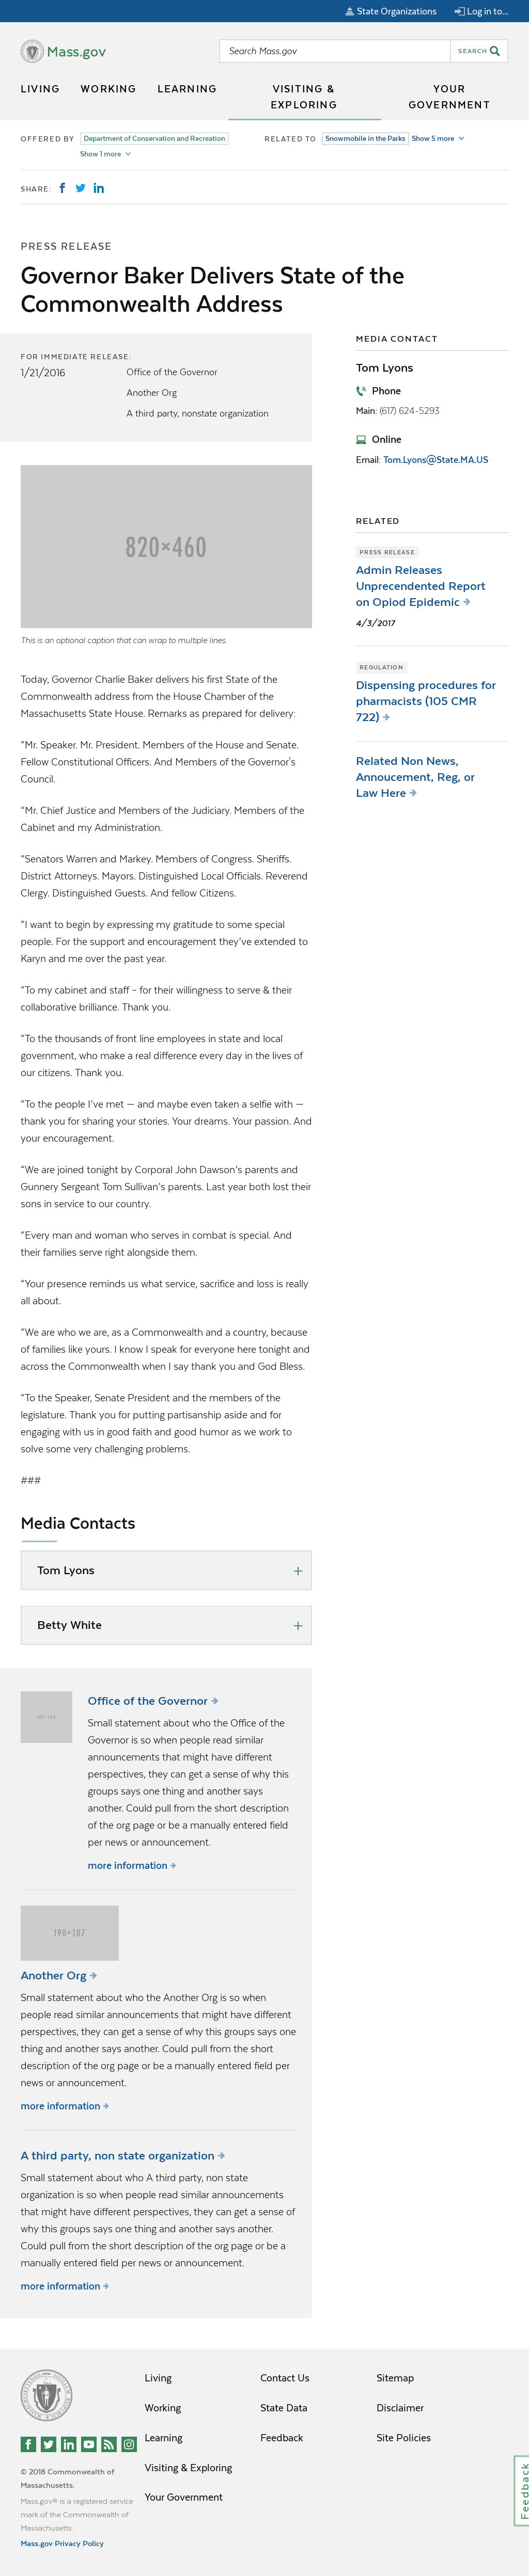 State Organizations
Log in to...
Mass.gov
Search Mass.gov
SEARCH
LIVING
WORKING
LEARNING
VISITING &
EXPLORING
YOUR
GOVERNMENT
OFFERED BY
Department of Conservation and Recreation
Show 1 more
RELATED TO
Snowmobile in the Parks
Show 5 more
SHARE:
PRESS RELEASE
Governor Baker Delivers State of the
Commonwealth Address
FOR IMMEDIATE RELEASE:
1/21/2016
Office of the Governor
Another Org
A third party, nonstate organization
MEDIA CONTACT
Tom Lyons
Phone
Main: (617) 624-5293
Online
Email: Tom.Lyons@State.MA.US
RELATED
PRESS RELEASE
Admin Releases
Unprecendented Report
on Opiod Epidemic
4/3/2017
REGULATION
Dispensing procedures for
pharmacists (105 CMR
722)
Related Non News,
Annoucement, Reg, or
Law Here
820×460
This is an optional caption that can wrap to multiple lines.
Today, Governor Charlie Baker delivers his first State of the
Commonwealth address from the House Chamber of the
Massachusetts State House. Remarks as prepared for delivery:
"Mr. Speaker. Mr. President. Members of the House and Senate.
Fellow Constitutional Officers. And Members of the Governor's
Council.
"Mr. Chief Justice and Members of the Judiciary. Members of the
Cabinet and my Administration.
"Senators Warren and Markey. Members of Congress. Sheriffs.
District Attorneys. Mayors. Distinguished Local Officials. Reverend
Clergy. Distinguished Guests. And fellow Citizens.
"I want to begin by expressing my gratitude to some special
people. For the support and encouragement they've extended to
Karyn and me over the past year.
"To my cabinet and staff – for their willingness to serve & their
collaborative brilliance. Thank you.
"To the thousands of front line employees in state and local
government, who make a real difference every day in the lives of
our citizens. Thank you.
"To the people I've met — and maybe even taken a selfie with —
thank you for sharing your stories. Your dreams. Your passion. And
your encouragement.
"We are joined tonight by Corporal John Dawson's parents and
Gunnery Sergeant Tom Sullivan's parents. Last year both lost their
sons in service to our country.
"Every man and woman who serves in combat is special. And
their families serve right alongside them.
"Your presence reminds us what service, sacrifice and loss is really
all about.
"We are who we are, as a Commonwealth and a country, because
of families like yours. I know I speak for everyone here tonight and
across the Commonwealth when I say thank you and God Bless.
"To the Speaker, Senate President and the members of the
legislature. Thank you for putting partisanship aside and for
engaging with us in good faith and good humor as we work to
solve some very challenging problems.
###
Media Contacts
Tom Lyons
Betty White
Office of the Governor
Small statement about who the Office of the
Governor is so when people read similar
announcements that might have different
perspectives, they can get a sense of why this
groups says one thing and another says
another. Could pull from the short description
of the org page or be a manually entered field
per news or announcement.
more information
190×107
Another Org
Small statement about who the Another Org is so when
people read similar announcements that might have different
perspectives, they can get a sense of why this groups says one
thing and another says another. Could pull from the short
description of the org page or be a manually entered field per
news or announcement.
more information
A third party, non state organization
Small statement about who A third party, non state
organization is so when people read similar announcements
that might have different perspectives, they can get a sense of
why this groups says one thing and another says another.
Could pull from the short description of the org page or be a
manually entered field per news or announcement.
more information
Living
Working
Learning
Visiting & Exploring
Your Government
Contact Us
State Data
Feedback
Sitemap
Disclaimer
Site Policies
© 2018 Commonwealth of
Massachusetts.
Mass.gov® is a registered service
mark of the Commonwealth of
Massachusetts.
Mass.gov Privacy Policy
Feedback